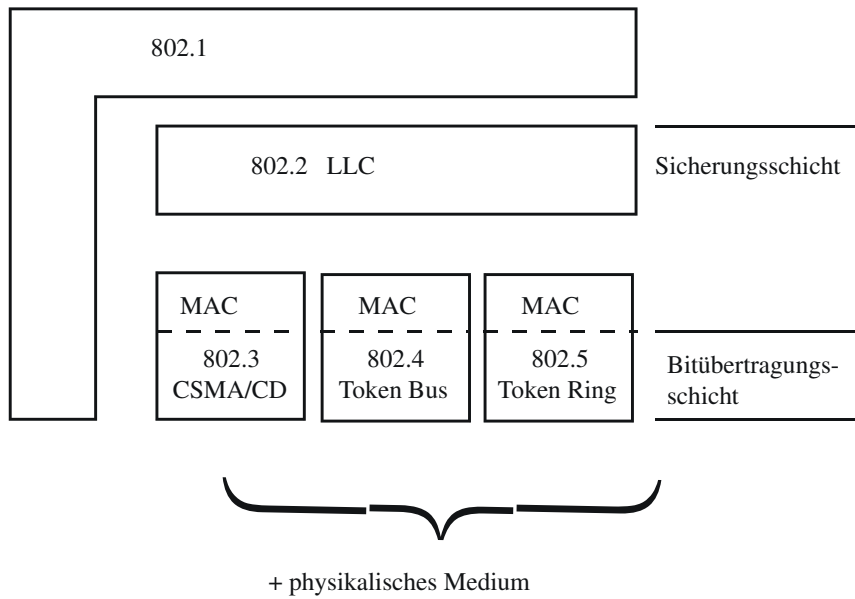 802.1
802.2 LLC
Sicherungsschicht
MAC
MAC
MAC
802.3
CSMA/CD
802.4
Token Bus
802.5
Token Ring
Bitübertragungs-
schicht
+ physikalisches Medium